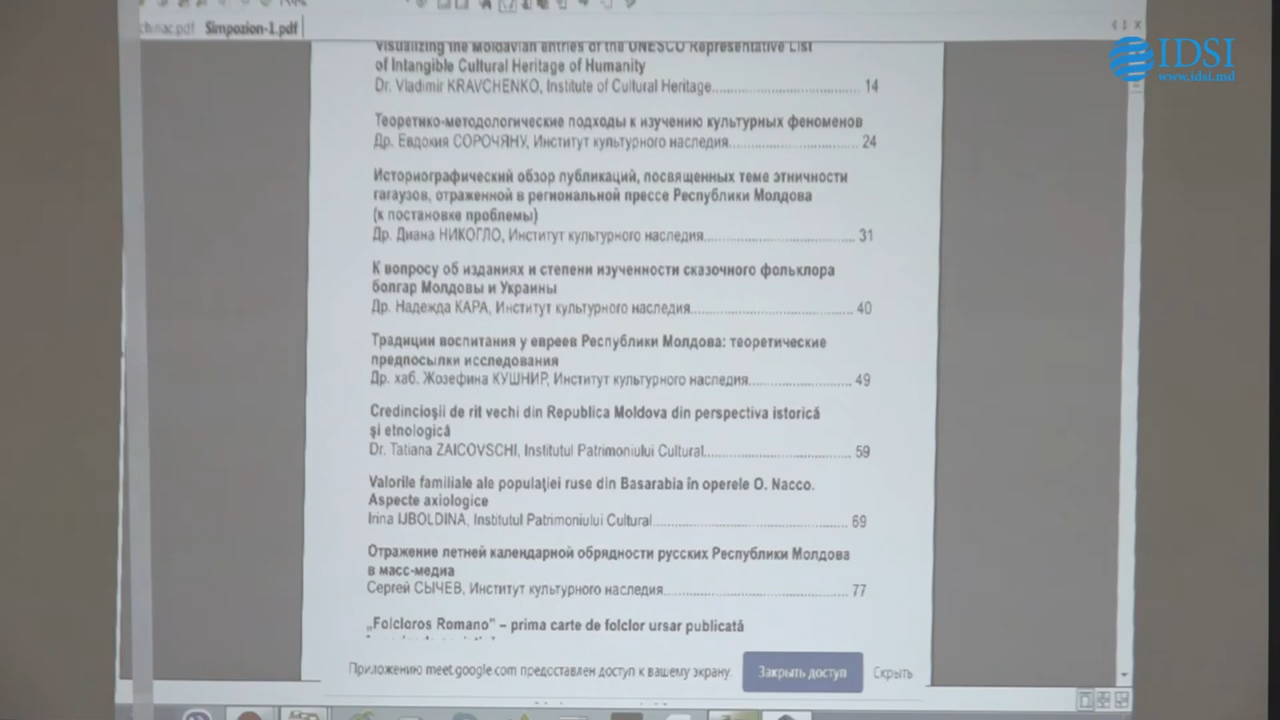 Simpozion-1.pdf
IDSI
www.idsi.md
Visualizing the Moldavian entries of the UNESCO Representative List
of Intangible Cultural Heritage of Humanity
Dr. Vladimir KRAVCHENKO, Institute of Cultural Heritage 14
Теоретико-методологические подходы к изучению культурных феноменов
Др. Евдокия СОРОЧЯНУ, Институт культурного наследия 24
Историографический обзор публикаций, посвященных теме этничности
гагаузов, отраженной в региональной прессе Республики Молдова
(к постановке проблемы)
Др. Диана НИКОГЛО, Институт культурного наследия 31
К вопросу об изданиях и степени изученности сказочного фольклора
болгар Молдовы и Украины
Др. Надежда КАРА, Институт культурного наследия 40
Традиции воспитания у евреев Республики Молдова: теоретические
предпосылки исследования
Др. хаб. Жозефина КУШНИР, Институт культурного наследия 49
Credincioşii de rit vechi din Republica Moldova din perspectiva istorică
şi etnologică
Dr. Tatiana ZAICOVSCHI, Institutul Patrimoniului Cultural 59
Valorile familiale ale populaţiei ruse din Basarabia în operele O. Nacco.
Aspecte axiologice
Irina IJBOLDINA, Institutul Patrimoniului Cultural 69
Отражение летней календарной обрядности русских Республики Молдова
в масс-медиа
Сергей СЫЧЕВ, Институт культурного наследия 77
„Folcloros Romano” – prima carte de folclor ursar publicată
Приложению meet.google.com предоставлен доступ к вашему экрану.
Закрыть доступ
Скрыть